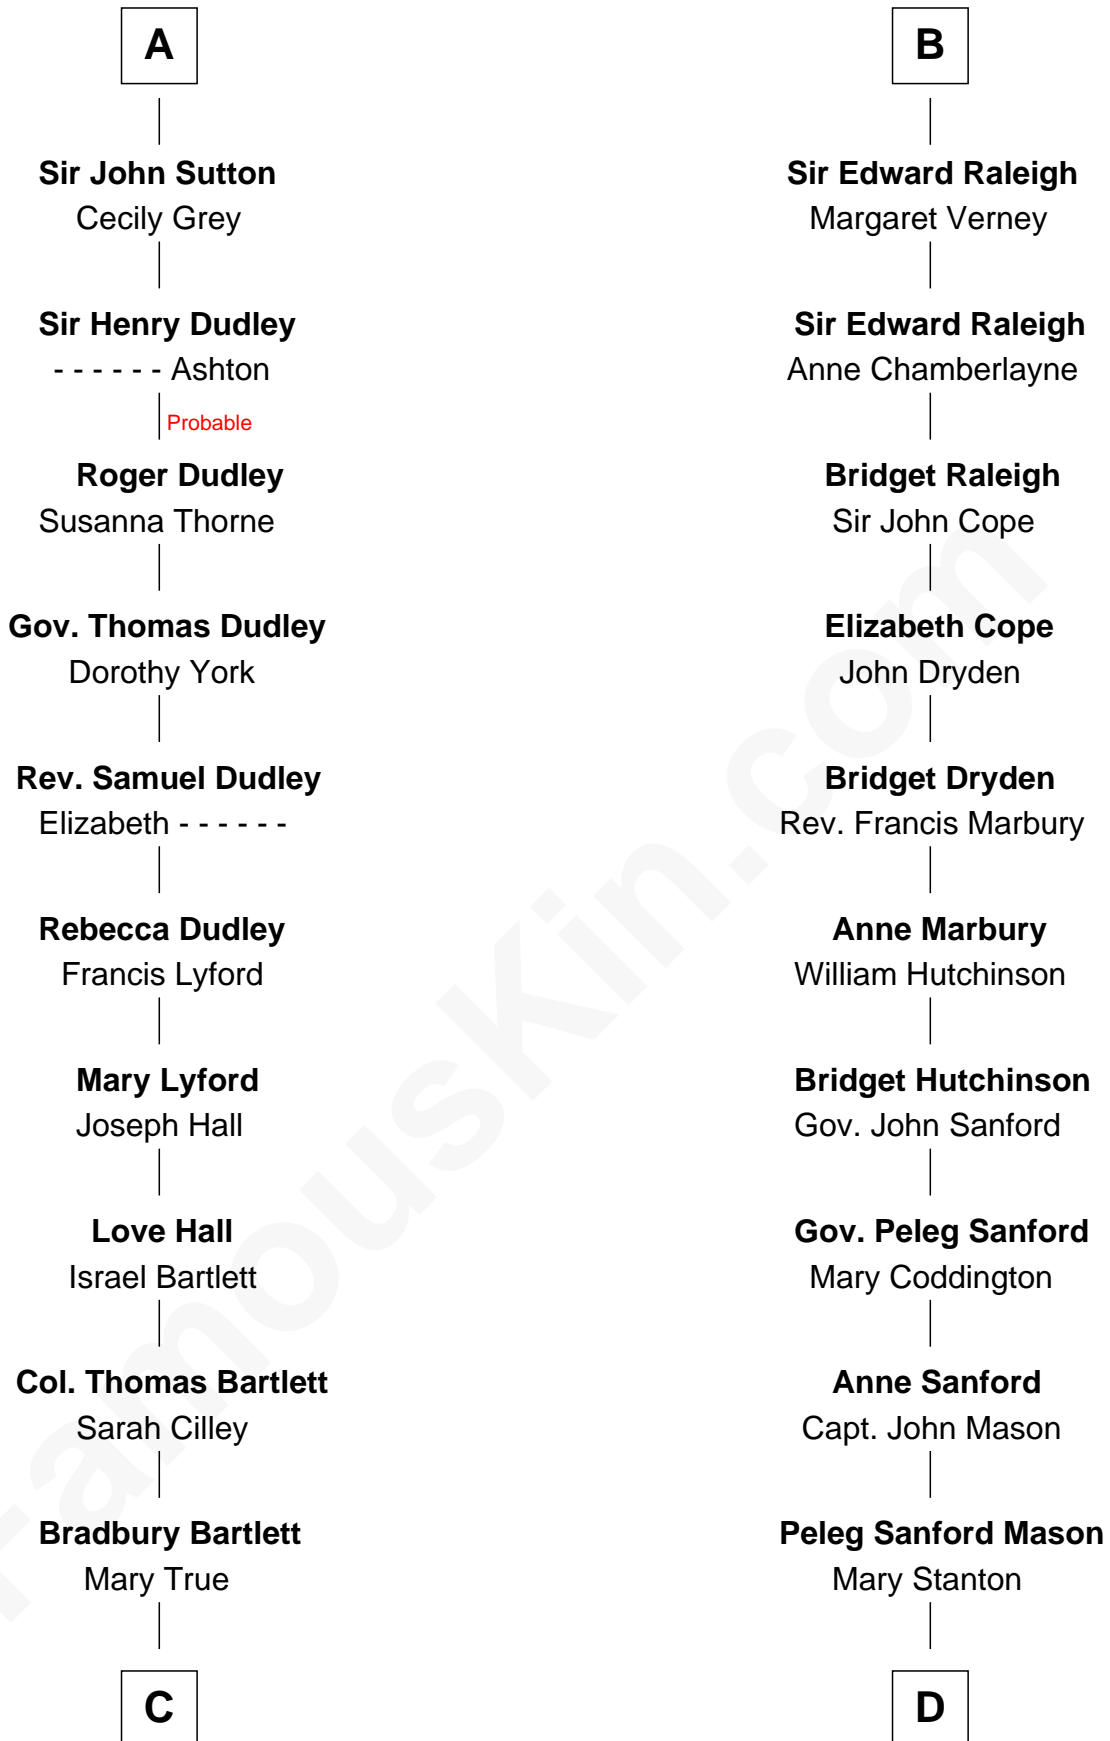 A
Sir John Sutton
Cecily Grey
Sir Henry Dudley
- - - - - - Ashton
Probable
Roger Dudley
Susanna Thorne
Gov. Thomas Dudley
Dorothy York
Rev. Samuel Dudley
Elizabeth - - - - - -
Rebecca Dudley
Francis Lyford
Mary Lyford
Joseph Hall
Love Hall
Israel Bartlett
Col. Thomas Bartlett
Sarah Cilley
Bradbury Bartlett
Mary True
C
B
Sir Edward Raleigh
Margaret Verney
Sir Edward Raleigh
Anne Chamberlayne
Bridget Raleigh
Sir John Cope
Elizabeth Cope
John Dryden
Bridget Dryden
Rev. Francis Marbury
Anne Marbury
William Hutchinson
Bridget Hutchinson
Gov. John Sanford
Gov. Peleg Sanford
Mary Coddington
Anne Sanford
Capt. John Mason
Peleg Sanford Mason
Mary Stanton
D
FamousKin.com